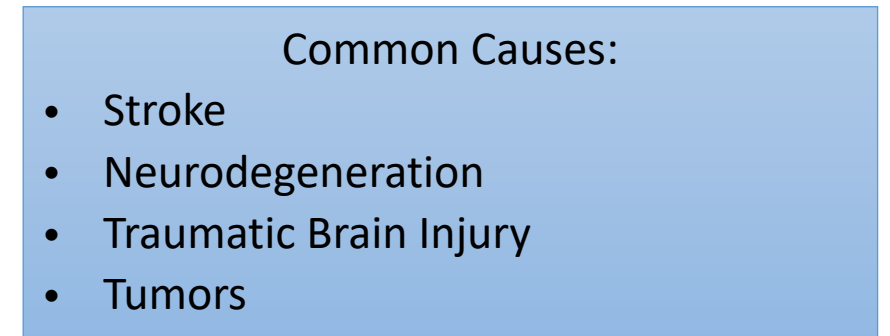 Common Causes:
• Stroke
• Neurodegeneration
• Traumatic Brain Injury
• Tumors